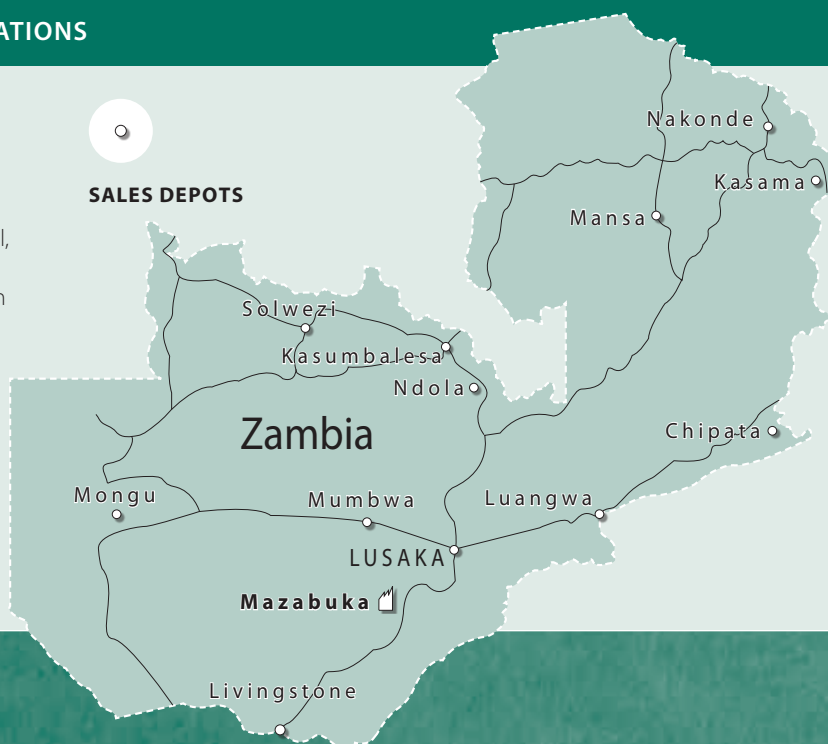 ATIONS
SALES DEPOTS
l,
n
Nakonde
Kasama
Mansa
Solwezi
Kasumbalesa
Ndola
Zambia
Chipata
Mongu
Mumbwa
Luangwa
LUSAKA
Mazabuka
Livingstone